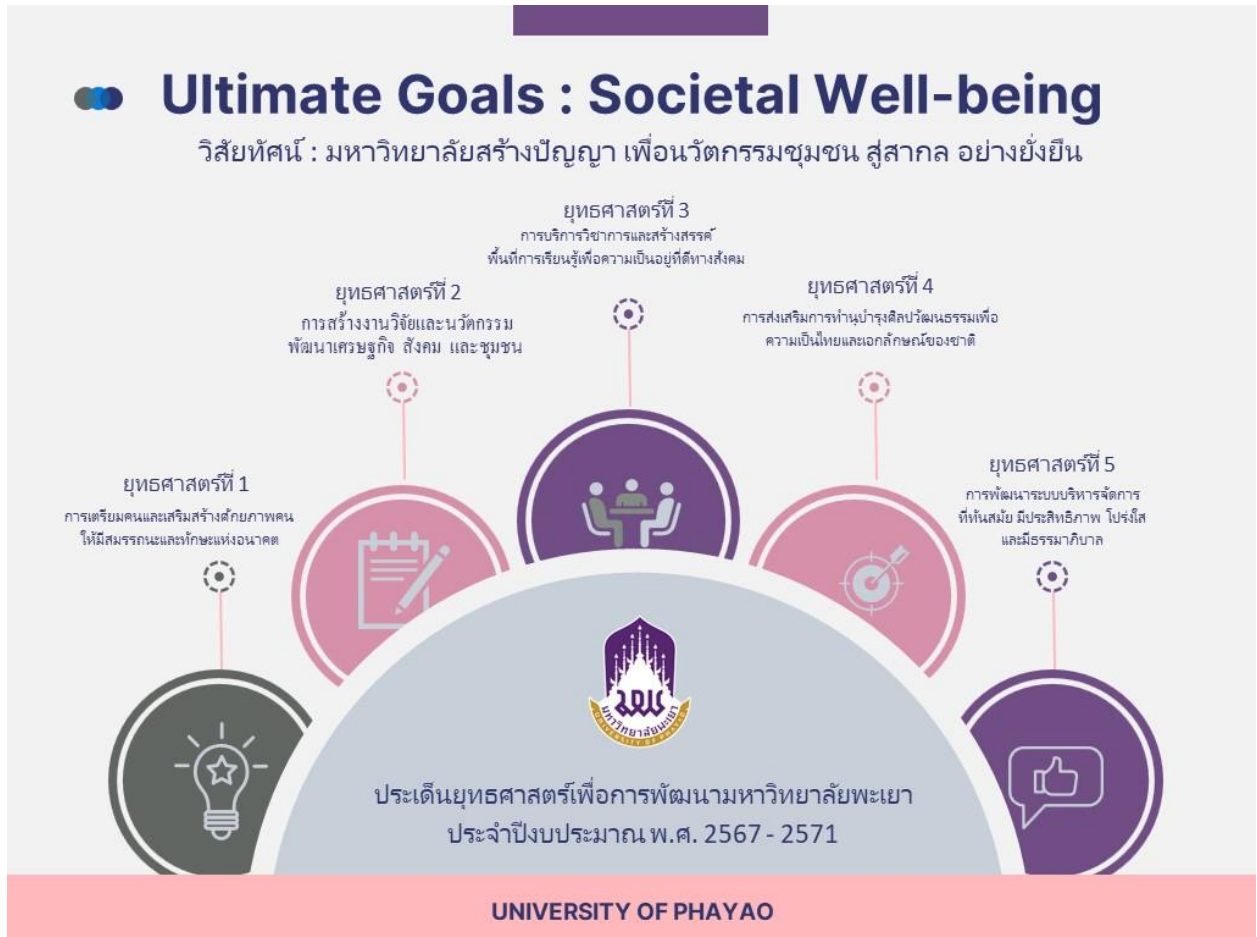 Ultimate Goals : Societal Well-being
วิสัยทัศน์ : มหาวิทยาลัยสร้างปัญญา เพื่อนวัตกรรมชุมชน สู่สากล อย่างยั่งยืน
ยุทธศาสตร์ที่ 1
การเตรียมคนและเสริมสร้างศักยภาพคน
ให้มีสมรรถนะและทักษะแห่งอนาคต
ยุทธศาสตร์ที่ 2
การสร้างงานวิจัยและนวัตกรรม
พัฒนาเศรษฐกิจ สังคม และชุมชน
ยุทธศาสตร์ที่ 3
การบริการวิชาการและสร้างสรรค์
พื้นที่การเรียนรู้เพื่อความเป็นอยู่ที่ดีทางสังคม
ยุทธศาสตร์ที่ 4
การส่งเสริมการทำนุบำรุงศิลปวัฒนธรรมเพื่อ
ความเป็นไทยและเอกลักษณ์ของชาติ
ยุทธศาสตร์ที่ 5
การพัฒนาระบบบริหารจัดการ
ที่ทันสมัย มีประสิทธิภาพ โปร่งใส
และมีธรรมาภิบาล
มหาวิทยาลัยพะเยา
UNIVERSITY OF PHAYAO
ประเด็นยุทธศาสตร์เพื่อการพัฒนามหาวิทยาลัยพะเยา
ประจำปีงบประมาณ พ.ศ. 2567 - 2571
UNIVERSITY OF PHAYAO